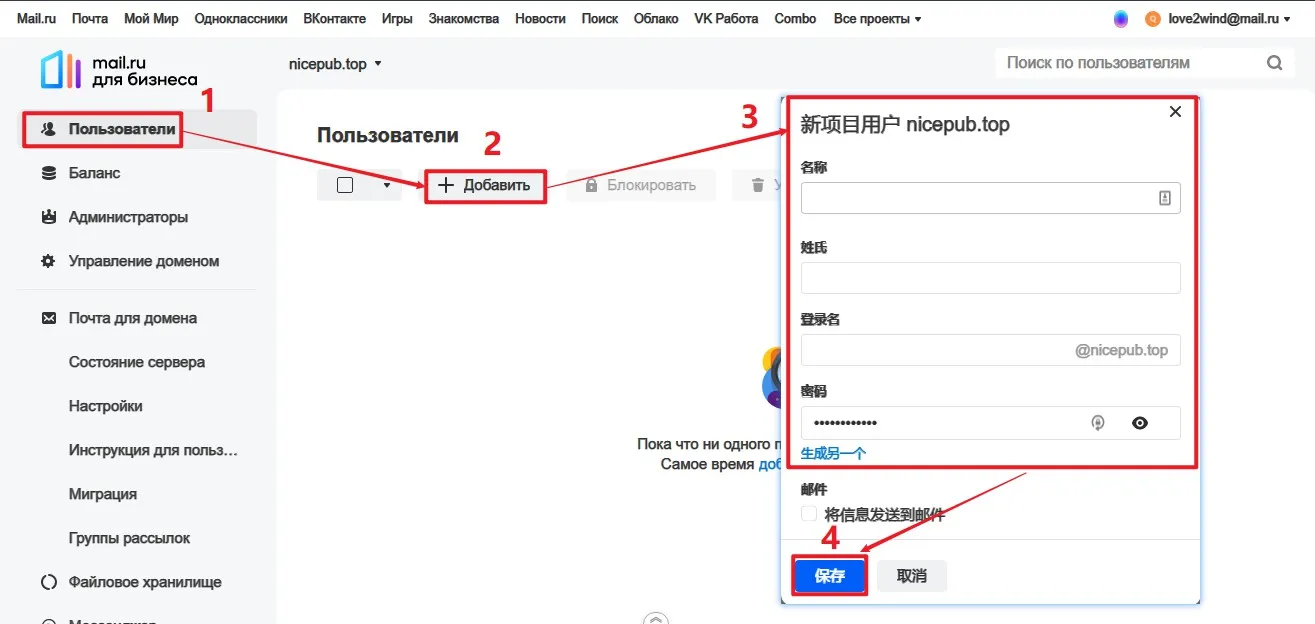 Mail.ru Почта Мой Мир Одноклассники ВКонтакте Игры Знакомства Новости Поиск Облако VK Работа Combo Все проекты love2wind@mail.ru
mail.ru
для бизнеса
nicepub.top
Поиск по пользователям
1
Пользователи
Баланс
Администраторы
Управление доменом
Почта для домена
Состояние сервера
Настройки
Инструкция для польз...
Миграция
Группы рассылок
Файловое хранилище
Пользователи
2
+ Добавить
Блокировать
Пока что ни одного
Самое время
3
新项目用户 nicepub.top
名称
姓氏
登录名
@nicepub.top
密码
••••••••••••
生成另一个
邮件
将信息发送到邮件
4
保存
取消